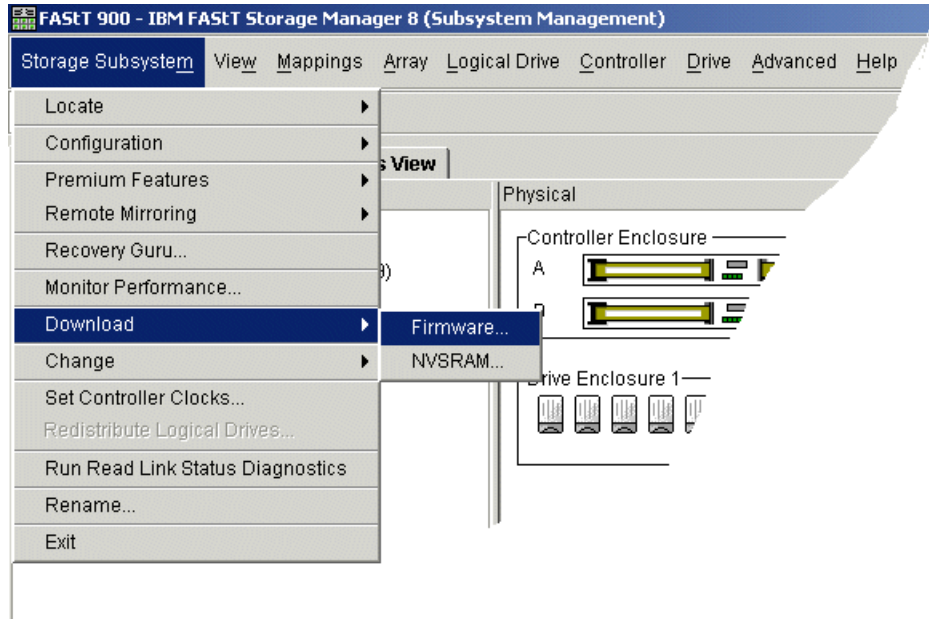 FAStT 900 - IBM FAStT Storage Manager 8 (Subsystem Management)
Storage Subsystem View Mappings Array Logical Drive Controller Drive Advanced Help
Locate
Configuration
Premium Features
Remote Mirroring
Recovery Guru...
Monitor Performance...
Download
Change
Set Controller Clocks...
Redistribute Logical Drives...
Run Read Link Status Diagnostics
Rename...
Exit
Firmware...
NVSRAM...
s View
Physical
Controller Enclosure
A
Drive Enclosure 1